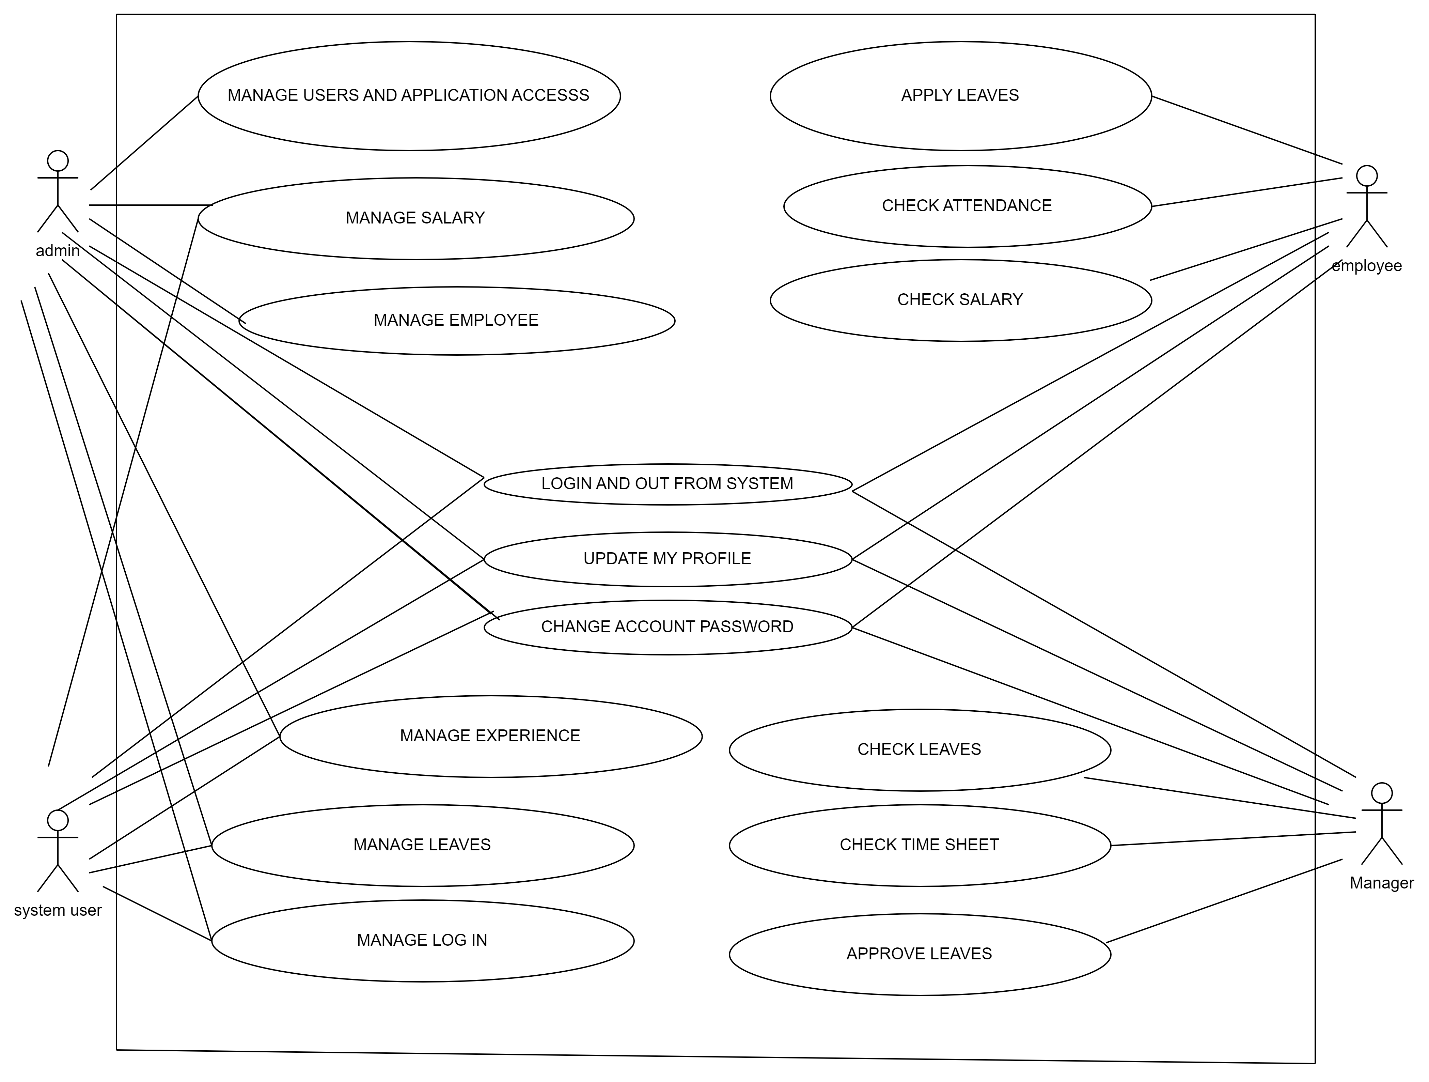 MANAGE USERS AND APPLICATION ACCESSS
APPLY LEAVES
CHECK ATTENDANCE
MANAGE SALARY
admin
employee
CHECK SALARY
MANAGE EMPLOYEE
LOGIN AND OUT FROM SYSTEM
UPDATE MY PROFILE
CHANGE ACCOUNT PASSWORD
MANAGE EXPERIENCE
CHECK LEAVES
MANAGE LEAVES
CHECK TIME SHEET
Manager
system user
MANAGE LOG IN
APPROVE LEAVES